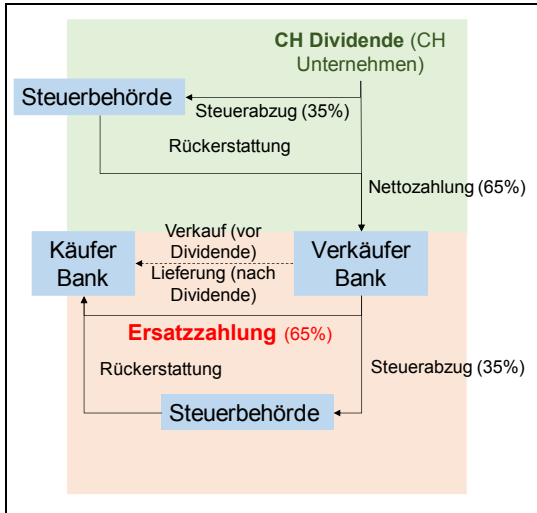 CH Dividende (CH
Unternehmen)
Steuerbehörde
Steuerabzug (35%)
Rückerstattung
Nettozahlung (65%)
Käufer
Bank
Verkauf (vor
Dividende)
Lieferung (nach
Dividende)
Verkäufer
Bank
Ersatzzahlung (65%)
Rückerstattung
Steuerabzug (35%)
Steuerbehörde